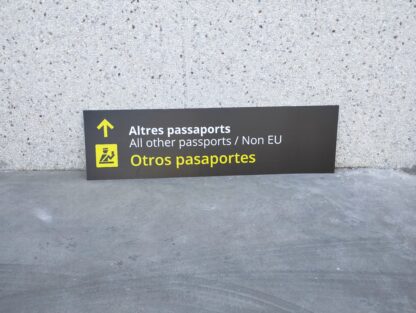 Altres passaports
All other passports / Non EU
Otros pasaportes